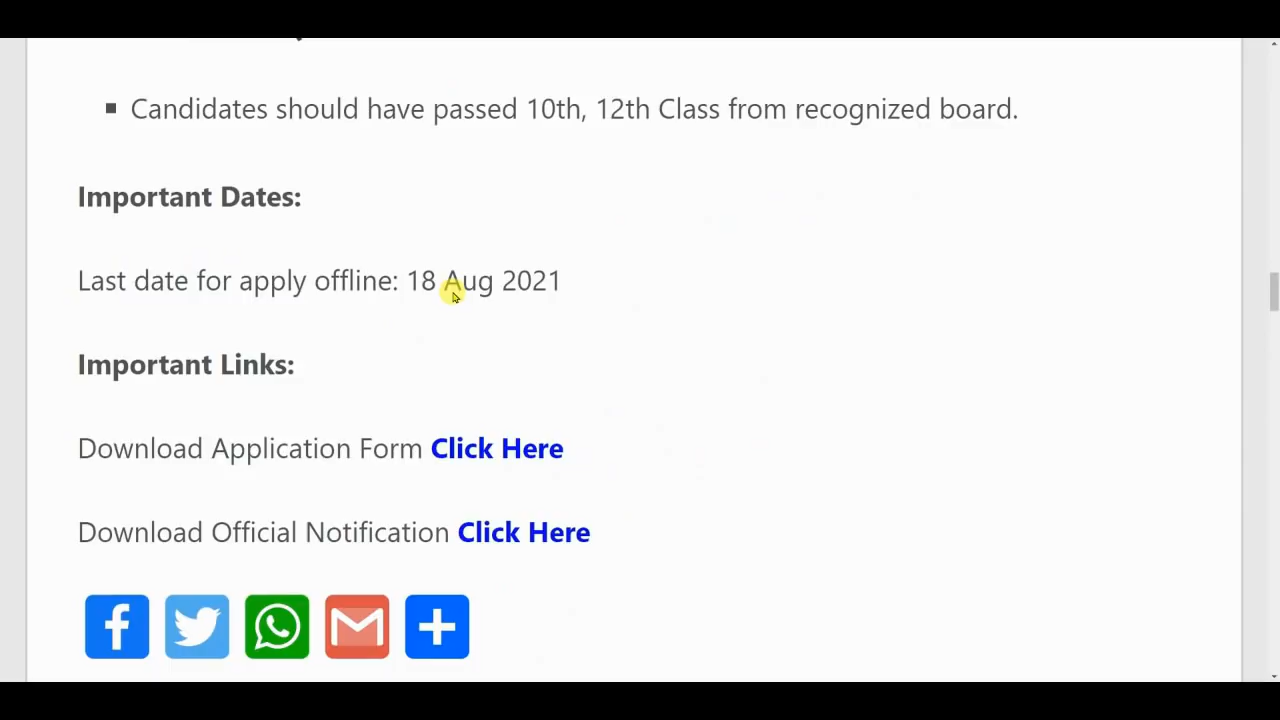 Candidates should have passed 10th, 12th Class from recognized board.
Important Dates:
Last date for apply offline: 18 Aug 2021
Important Links:
Download Application Form Click Here
Download Official Notification Click Here